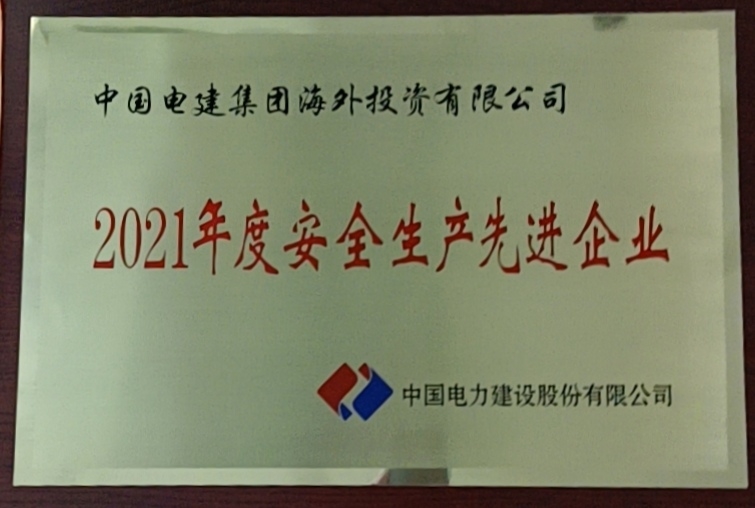 中国电建集团海外投资有限公司
2021年度安全生产先进企业
中国电力建设股份有限公司